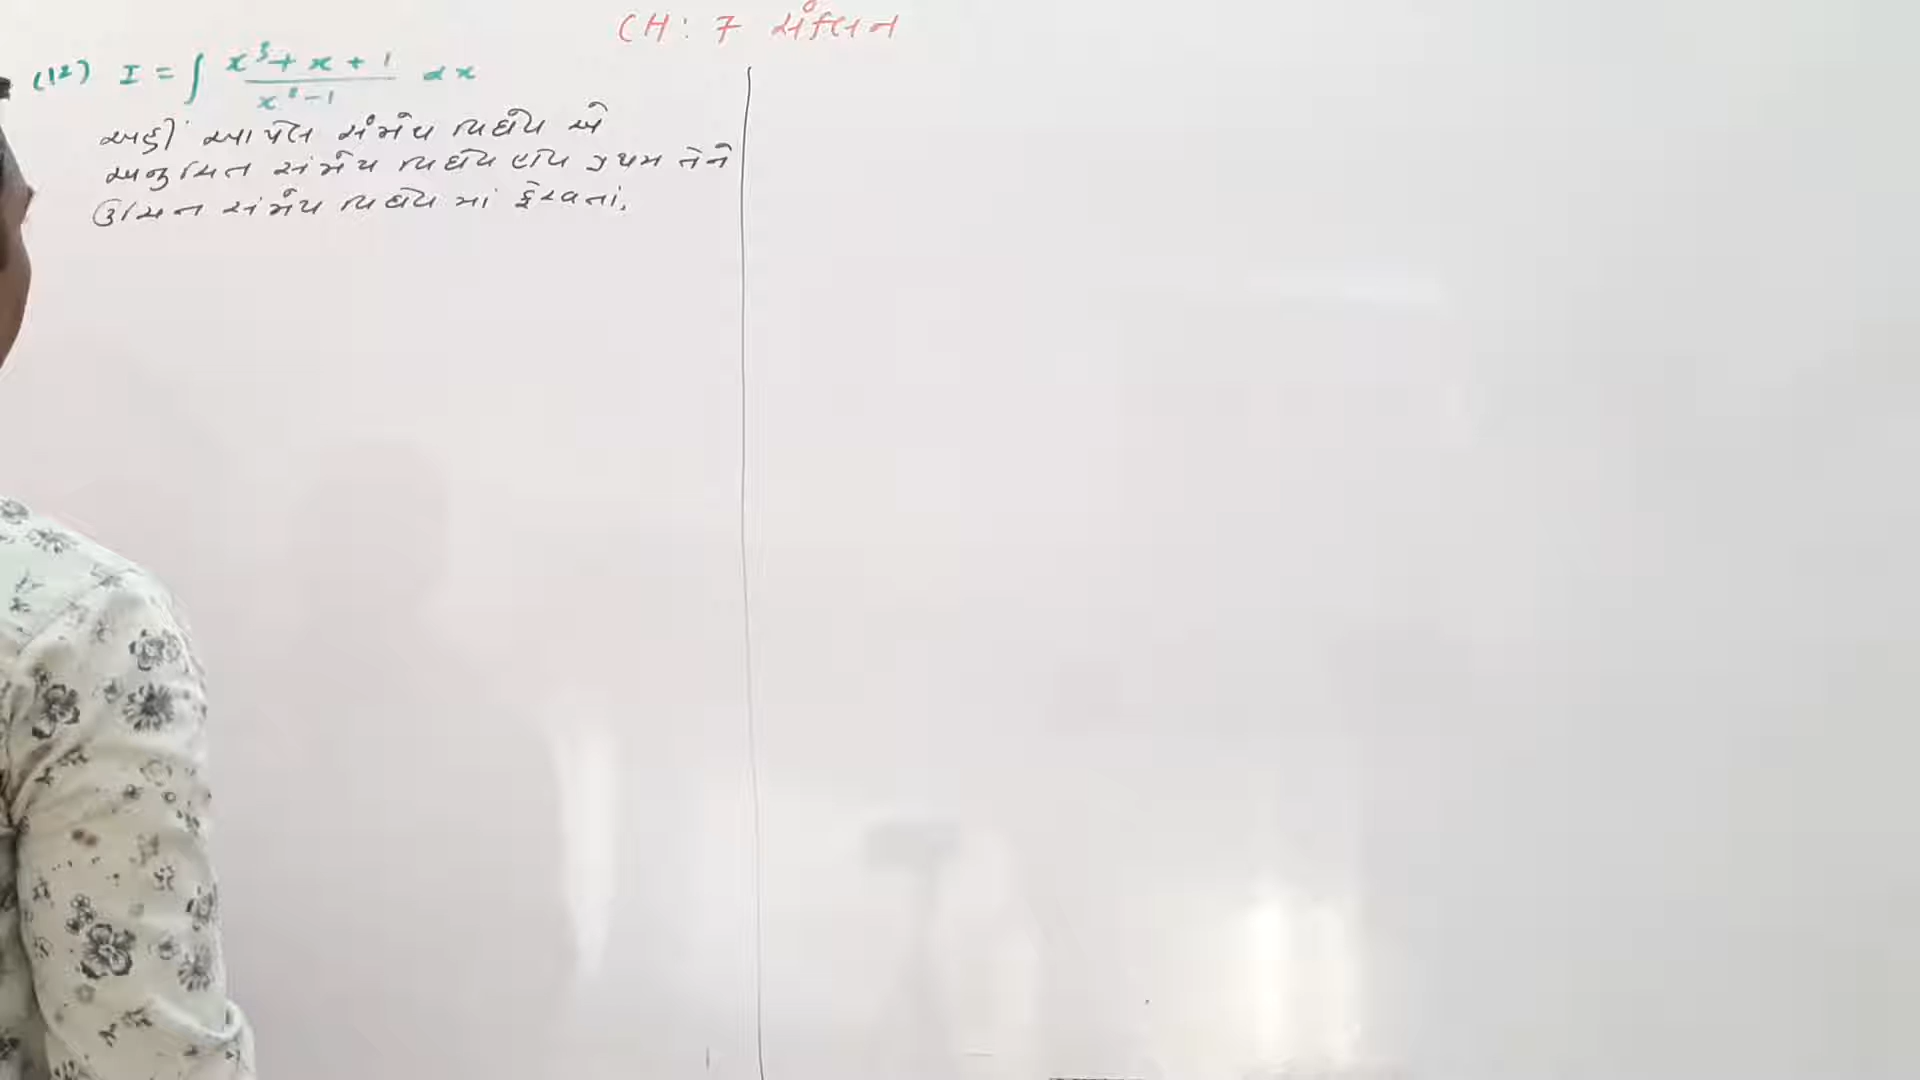 CH: 7 સંકલન
(12) I = ∫ x³ + x + 1 / x² - 1 dx
અહીં આપેલ સંમેય વિધેય એ
અનુચિત સંમેય વિધેય હોય પ્રથમ તેને
ઉચિત સંમેય વિધેય માં ફેરવતાં,